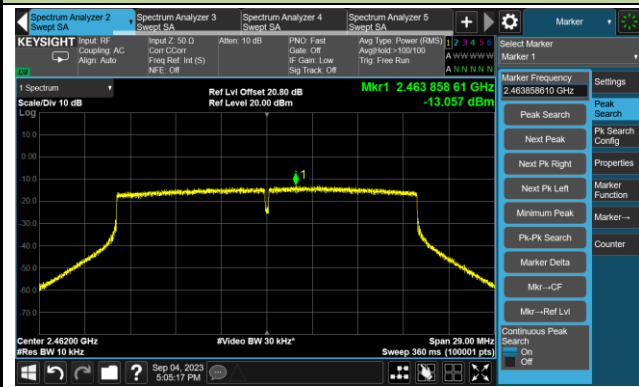 Spectrum Analyzer 2
Swept SA
Spectrum Analyzer 3
Swept SA
Spectrum Analyzer 4
Swept SA
Spectrum Analyzer 5
Swept SA
Marker
KEYSIGHT
Input: RF
Coupling: AC
Align: Auto
Input Z: 50 Ω
Corr CCorr
Freq Ref: Int (S)
NFE: Off
Atten: 10 dB
PNO: Fast
Gate: Off
IF Gain: Low
Sig Track: Off
Avg Type: Power (RMS)
Avg|Hold:>100/100
Trig: Free Run
1 2 3 4 5 6
A W W W W W
A N N N N N
LVI
Select Marker
Marker 1
1 Spectrum
Scale/Div 10 dB
Ref Lvl Offset 20.80 dB
Ref Level 20.00 dBm
Mkr1 2.463 858 61 GHz
-13.057 dBm
Log
10.0
0.00
-10.0
-20.0
-30.0
-40.0
-50.0
-60.0
-70.0
1
Center 2.46200 GHz
#Res BW 10 kHz
#Video BW 30 kHz*
Span 29.00 MHz
Sweep 360 ms (100001 pts)
Marker Frequency
2.463858610 GHz
Peak Search
Next Peak
Next Pk Right
Next Pk Left
Minimum Peak
Pk-Pk Search
Marker Delta
Mkr→CF
Mkr→Ref Lvl
Continuous Peak
Search
On
Off
Settings
Peak
Search
Pk Search
Config
Properties
Marker
Function
Marker→
Counter
Sep 04, 2023
5:05:17 PM